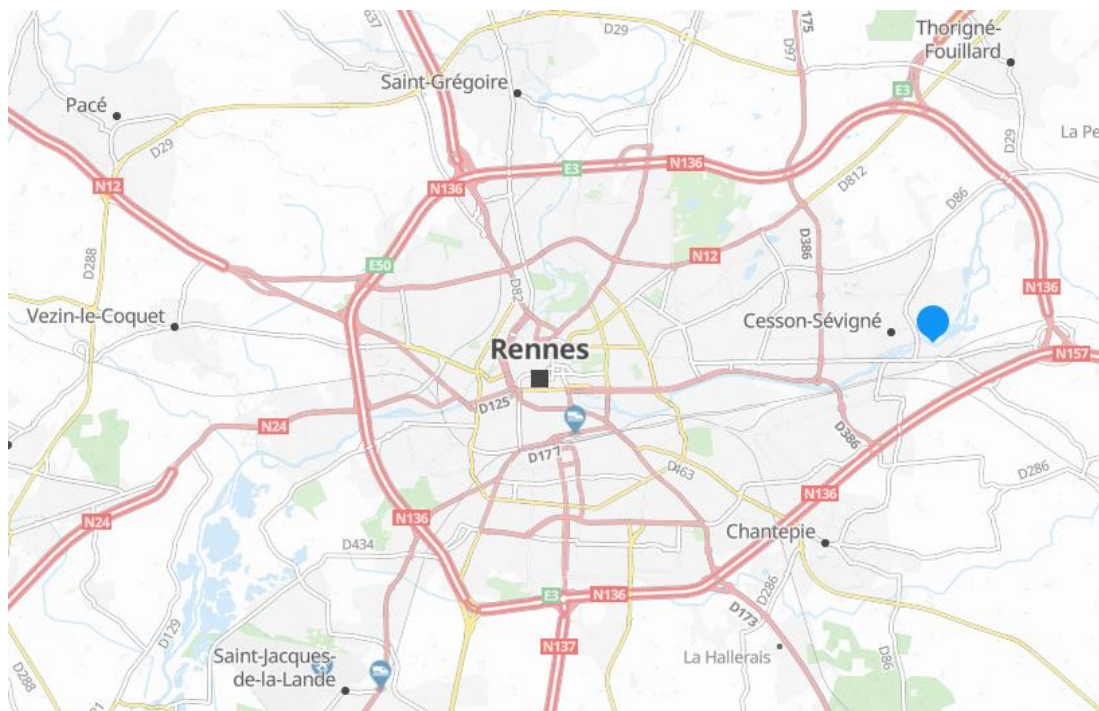 637
D29
175
D97
Thorigné-
Fouillard
Saint-Grégoire
E3
Pacé
D29
D29
La Pe
E3
N136
N136
N12
D812
D86
D288
D386
N12
E50
D82
N136
Vezin-le-Coquet
Cesson-Sévigné
Rennes
N157
D125
N24
D386
D177
D463
D286
N136
N24
N136
Chantepie
D434
E3
N136
D286
D173
D129
N137
Saint-Jacques-
de-la-Lande
La Hallerais
D86
D288